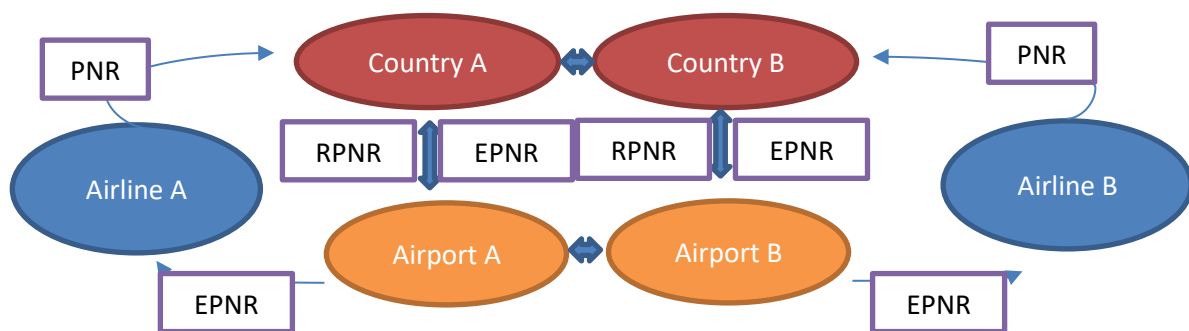 PNR
Country A
Country B
PNR
RPNR
EPNR
RPNR
EPNR
Airline A
Airline B
Airport A
Airport B
EPNR
EPNR